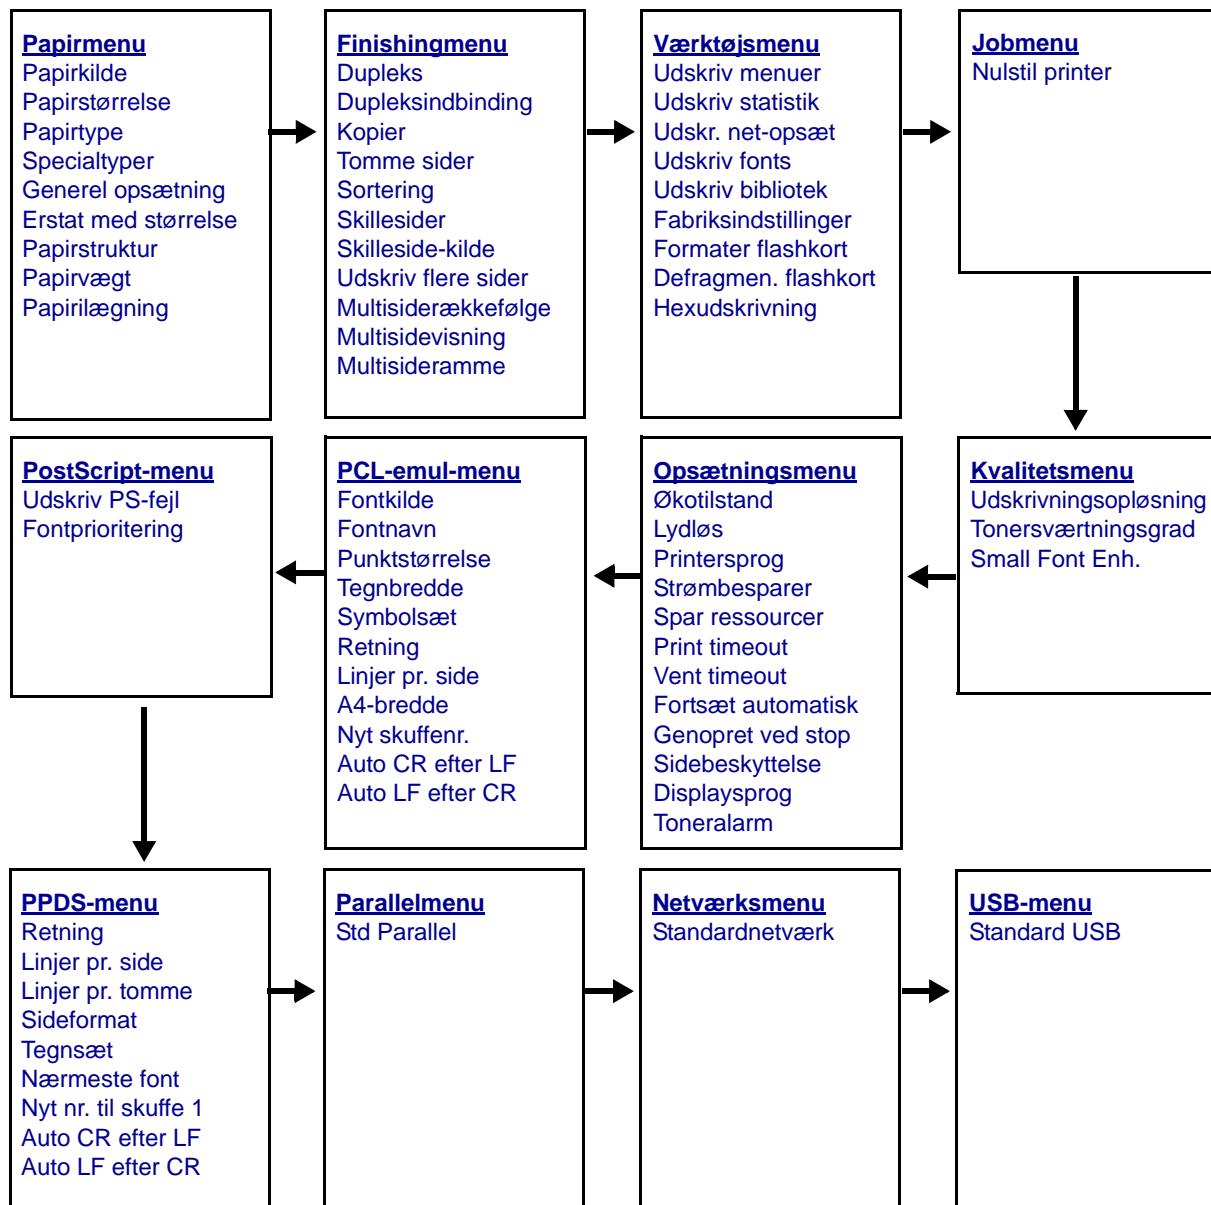 Papirmenu
Papirkilde
Papirstørrelse
Papirtype
Specialtyper
Generel opsætning
Erstat med størrelse
Papirstruktur
Papirvægt
Papirilægning
Finishingmenu
Dupleks
Dupleksindbinding
Kopier
Tomme sider
Sortering
Skillesider
Skilleside-kilde
Udskriv flere sider
Multisiderækkefølge
Multisidevisning
Multisideramme
Værktøjsmenu
Udskriv menuer
Udskriv statistik
Udskr. net-opsæt
Udskriv fonts
Udskriv bibliotek
Fabriksindstillinger
Formater flashkort
Defragmen. flashkort
Hexudskrivning
Jobmenu
Nulstil printer
Kvalitetsmenu
Udskrivningsopløsning
Tonersværtningsgrad
Small Font Enh.
Opsætningsmenu
Økotilstand
Lydløs
Printersprog
Strømbesparer
Spar ressourcer
Print timeout
Vent timeout
Fortsæt automatisk
Genopret ved stop
Sidebeskyttelse
Displaysprog
Toneralarm
PCL-emul-menu
Fontkilde
Fontnavn
Punktstørrelse
Tegnbredde
Symbolsæt
Retning
Linjer pr. side
A4-bredde
Nyt skuffenr.
Auto CR efter LF
Auto LF efter CR
PostScript-menu
Udskriv PS-fejl
Fontprioritering
PPDS-menu
Retning
Linjer pr. side
Linjer pr. tomme
Sideformat
Tegnsæt
Nærmeste font
Nyt nr. til skuffe 1
Auto CR efter LF
Auto LF efter CR
Parallelmenu
Std Parallel
Netværksmenu
Standardnetværk
USB-menu
Standard USB